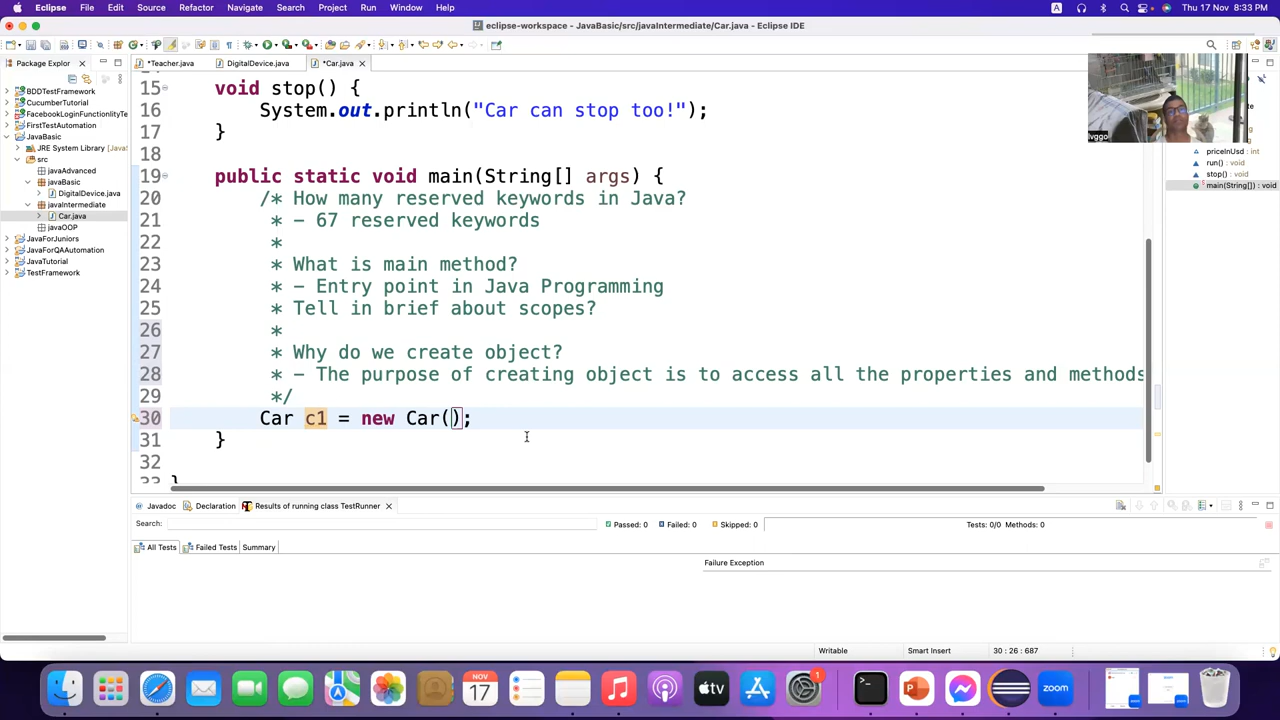 Eclipse File Edit Source Refactor Navigate Search Project Run Window Help A Thu 17 Nov 8:33 PM
eclipse-workspace - JavaBasic/src/javaIntermediate/Car.java - Eclipse IDE
Package Explor
*Teacher.java DigitalDevice.java *Car.java
BDDTestFramework
CucumberTutorial
FacebookLoginFunctionlityTe
FirstTestAutomation
JavaBasic
JRE System Library [Java
src
javaAdvanced
javaBasic
DigitalDevice.java
javaIntermediate
Car.java
javaOOP
JavaForJuniors
JavaForQAAutomation
JavaTutorial
TestFramework
15 void stop() {
16 System.out.println("Car can stop too!");
17 }
18
19 public static void main(String[] args) {
20 /* How many reserved keywords in Java?
21 * - 67 reserved keywords
22 *
23 * What is main method?
24 * - Entry point in Java Programming
25 * Tell in brief about scopes?
26 *
27 * Why do we create object?
28 * - The purpose of creating object is to access all the properties and methods
29 */
30 Car c1 = new Car();
31 }
32
33 }
priceInUsd : int
run() : void
stop() : void
main(String[]) : void
Javadoc Declaration Results of running class TestRunner
Search: Passed: 0 Failed: 0 Skipped: 0 Tests: 0/0 Methods: 0
All Tests Failed Tests Summary
Failure Exception
Writable Smart Insert 30 : 26 : 687
NOV
17
tv
1
zoom